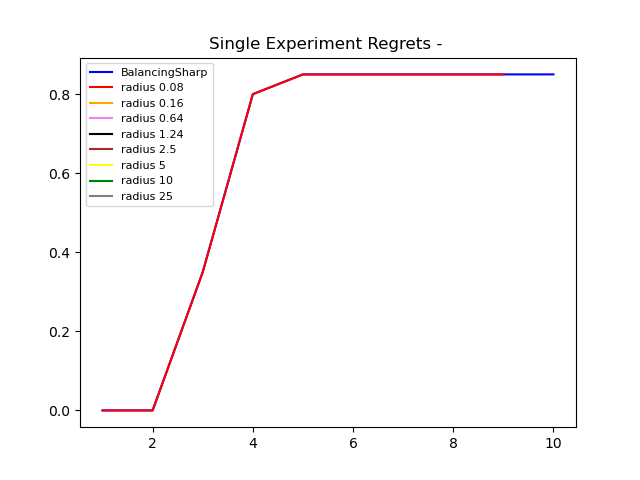 Single Experiment Regrets -
BalancingSharp
radius 0.08
radius 0.16
radius 0.64
radius 1.24
radius 2.5
radius 5
radius 10
radius 25
0.8
0.6
0.4
0.2
0.0
2 4 6 8 10